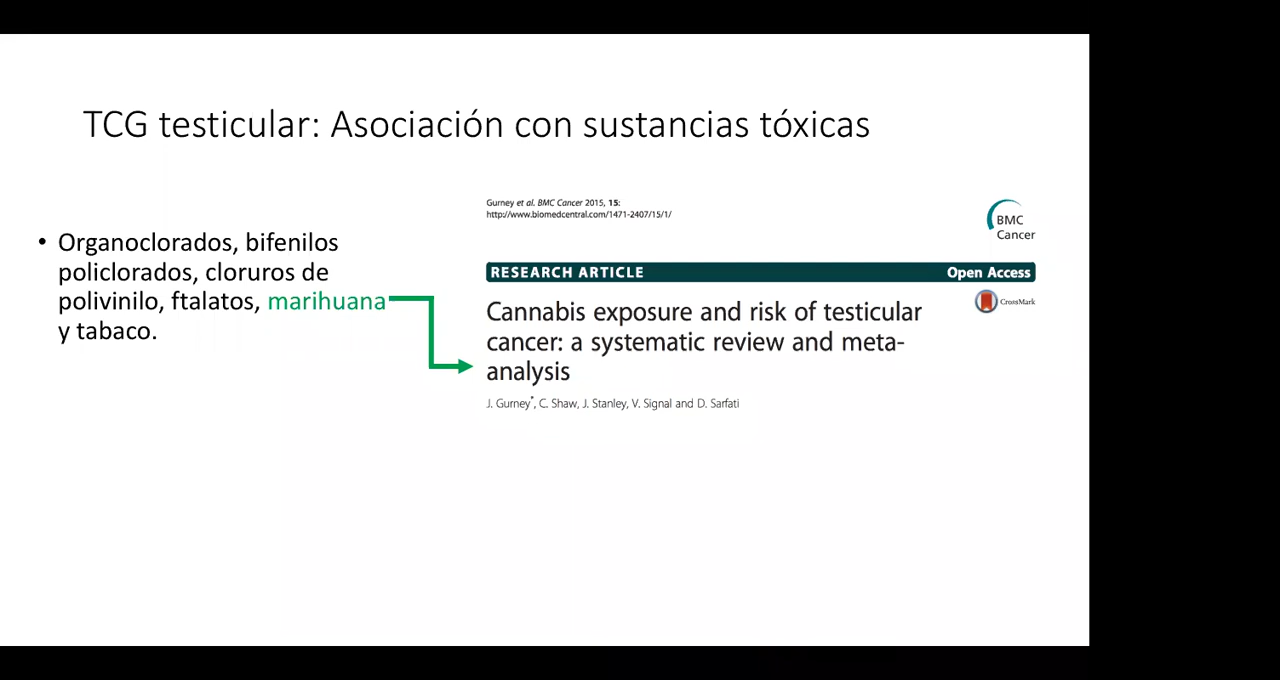 TCG testicular: Asociación con sustancias tóxicas
• Organoclorados, bifenilos
policlorados, cloruros de
polivinilo, ftalatos, marihuana
y tabaco.
Gurney et al. BMC Cancer 2015, 15:
http://www.biomedcentral.com/1471-2407/15/1/
BMC
Cancer
RESEARCH ARTICLE
Open Access
CrossMark
Cannabis exposure and risk of testicular
cancer: a systematic review and meta-
analysis
J. Gurney*, C. Shaw, J. Stanley, V. Signal and D. Sarfati